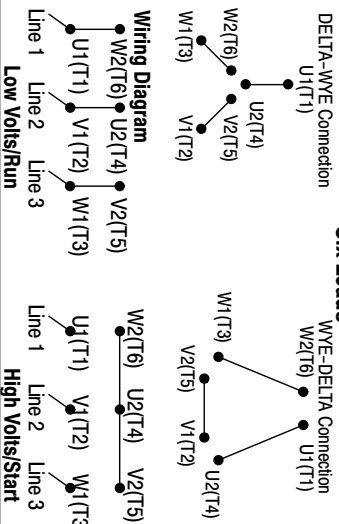 DELTA-WYE Connection
U1(T1)
U2(T4)
W2(T6)
V2(T5)
W1(T3)
V1(T2)
WYE-DELTA Connection
W2(T6)
U1(T1)
W1(T3)
U2(T4)
V2(T5)
V1(T2)
Wiring Diagram
W2(T6) U2(T4) V2(T5)
U1(T1) V1(T2) W1(T3)
Line 1 Line 2 Line 3
Low Volts/Run
W2(T6) U2(T4) V2(T5)
U1(T1) V1(T2) W1(T3
Line 1 Line 2 Line 3
High Volts/Start